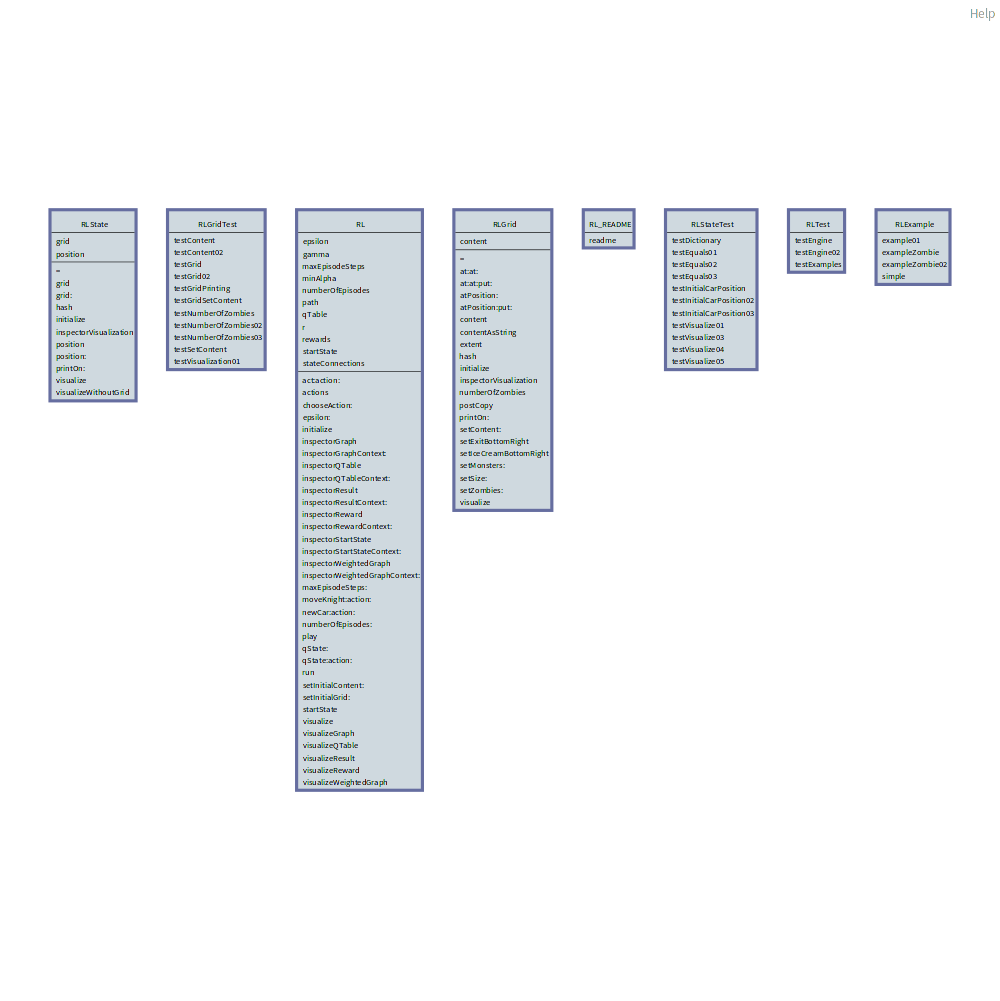 Help
RLState
grid
position
=
grid
grid:
hash
initialize
inspectorVisualization
position
position:
printOn:
visualize
visualizeWithoutGrid
RLGridTest
testContent
testContent02
testGrid
testGrid02
testGridPrinting
testGridSetContent
testNumberOfZombies
testNumberOfZombies02
testNumberOfZombies03
testSetContent
testVisualization01
RL
epsilon
gamma
maxEpisodeSteps
minAlpha
numberOfEpisodes
path
qTable
r
rewards
startState
stateConnections
act:action:
actions
chooseAction:
epsilon:
initialize
inspectorGraph
inspectorGraphContext:
inspectorQTable
inspectorQTableContext:
inspectorResult
inspectorResultContext:
inspectorReward
inspectorRewardContext:
inspectorStartState
inspectorStartStateContext:
inspectorWeightedGraph
inspectorWeightedGraphContext:
maxEpisodeSteps:
moveKnight:action:
newCar:action:
numberOfEpisodes:
play
qState:
qState:action:
run
setInitialContent:
setInitialGrid:
startState
visualize
visualizeGraph
visualizeQTable
visualizeResult
visualizeReward
visualizeWeightedGraph
RLGrid
content
=
at:at:
at:at:put:
atPosition:
atPosition:put:
content
contentAsString
extent
hash
initialize
inspectorVisualization
numberOfZombies
postCopy
printOn:
setContent:
setExitBottomRight
setIceCreamBottomRight
setMonsters:
setSize:
setZombies:
visualize
RL_README
readme
RLStateTest
testDictionary
testEquals01
testEquals02
testEquals03
testInitialCarPosition
testInitialCarPosition02
testInitialCarPosition03
testVisualize01
testVisualize03
testVisualize04
testVisualize05
RLTest
testEngine
testEngine02
testExamples
RLExample
example01
exampleZombie
exampleZombie02
simple